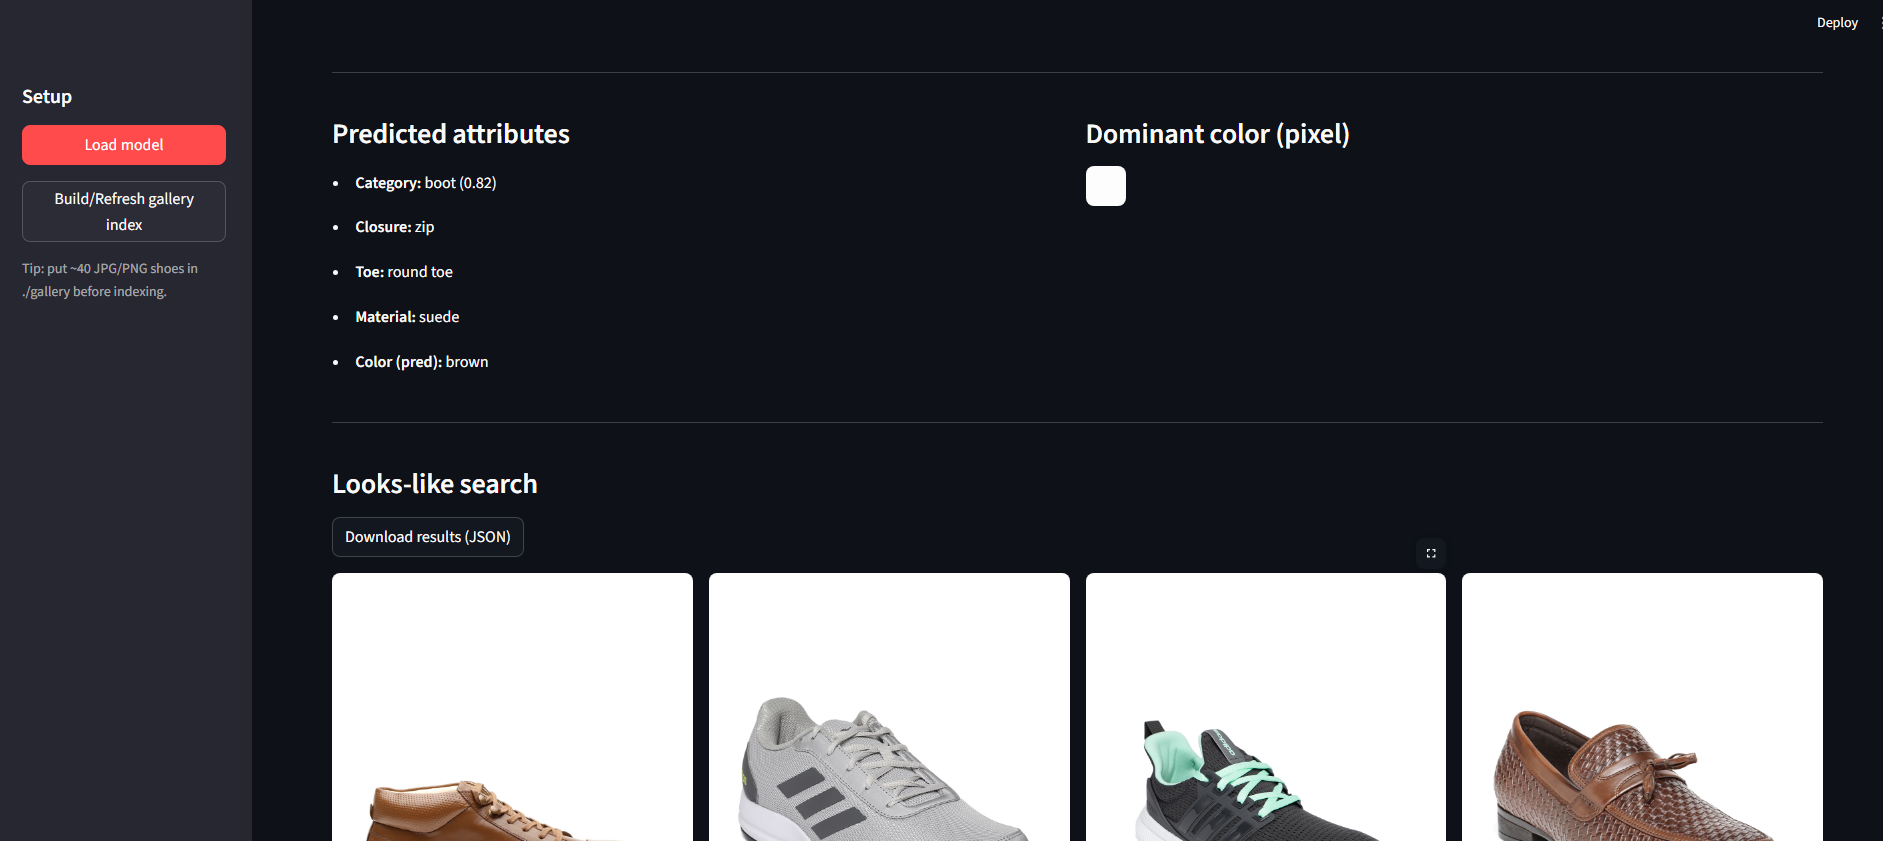 Deploy
Setup
Load model
Build/Refresh gallery
index
Tip: put ~40 JPG/PNG shoes in
./gallery before indexing.
Predicted attributes
Category: boot (0.82)
Closure: zip
Toe: round toe
Material: suede
Color (pred): brown
Dominant color (pixel)
Looks-like search
Download results (JSON)